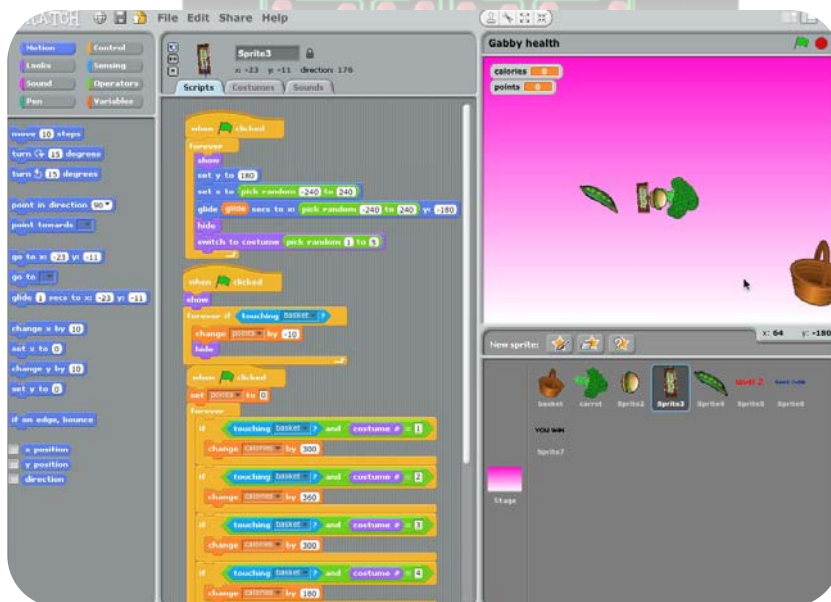 SCRATCH
File Edit Share Help
Motion Control
Looks Sensing
Sound Operators
Pen Variables
move 10 steps
turn 15 degrees
turn 15 degrees
point in direction 90
point towards
go to x: -23 y: -11
go to
glide 1 secs to x: -23 y: -11
change x by 10
set x to 0
change y by 10
set y to 0
if on edge, bounce
x position
y position
direction
Sprite3
x: -23 y: -11 direction: 170
Scripts Costumes Sounds
when clicked
forever
show
set y to 180
set x to pick random -240 to 240
glide glide secs to x: pick random -240 to 240 y: -180
hide
switch to costume pick random 1 to 5
when clicked
show
forever if touching basket ?
change points by -10
hide
when clicked
set points to 0
forever
if touching basket ? and costume # = 1
change calories by 300
if touching basket ? and costume # = 2
change calories by 360
if touching basket ? and costume # = 3
change calories by 300
if touching basket ? and costume # = 4
change calories by 180
Gabby health
calories 0
points 0
x: 64 y: -180
New sprite:
basket carrot Sprite2 Sprite3 Sprite4 Sprite5 Sprite6
level 2
YOU WIN
Sprite7
Stage